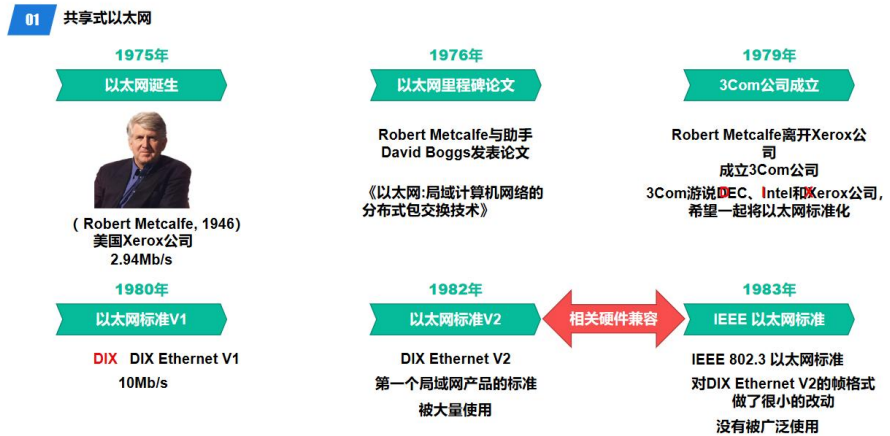 01 共享式以太网
1975年
以太网诞生
（Robert Metcalfe, 1946）
美国Xerox公司
2.94Mb/s
1976年
以太网里程碑论文
Robert Metcalfe与助手
David Boggs发表论文
《以太网:局域计算机网络的
分布式包交换技术》
1979年
3Com公司成立
Robert Metcalfe离开Xerox公
司
成立3Com公司
3Com游说DEC、Intel和Xerox公司，
希望一起将以太网标准化
1980年
以太网标准V1
DIX DIX Ethernet V1
10Mb/s
1982年
以太网标准V2
DIX Ethernet V2
第一个局域网产品的标准
被大量使用
相关硬件兼容
1983年
IEEE 以太网标准
IEEE 802.3 以太网标准
对DIX Ethernet V2的帧格式
做了很小的改动
没有被广泛使用